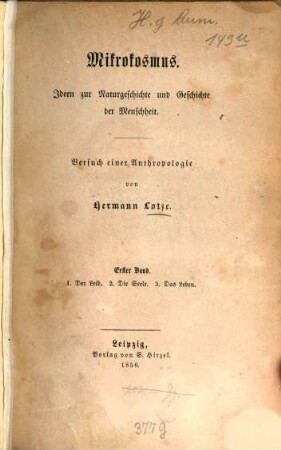 H. g Hum.
Mikrokosmus.
Ideen zur Naturgeschichte und Geschichte
der Menschheit.
Versuch einer Anthropologie
von
Hermann Lotze.
Erster Band.
1. Der Leib. 2. Die Seele. 3. Das Leben.
Leipzig,
Verlag von S. Hirzel.
1856.